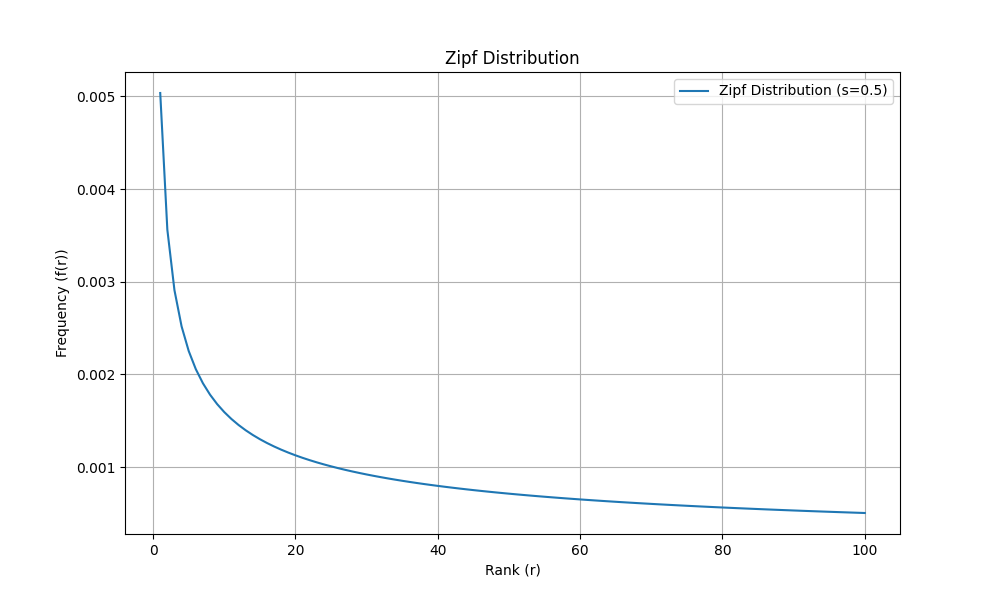 Zipf Distribution
Zipf Distribution (s=0.5)
0.005
0.004
0.003
0.002
0.001
Frequency (f(r))
0 20 40 60 80 100
Rank (r)